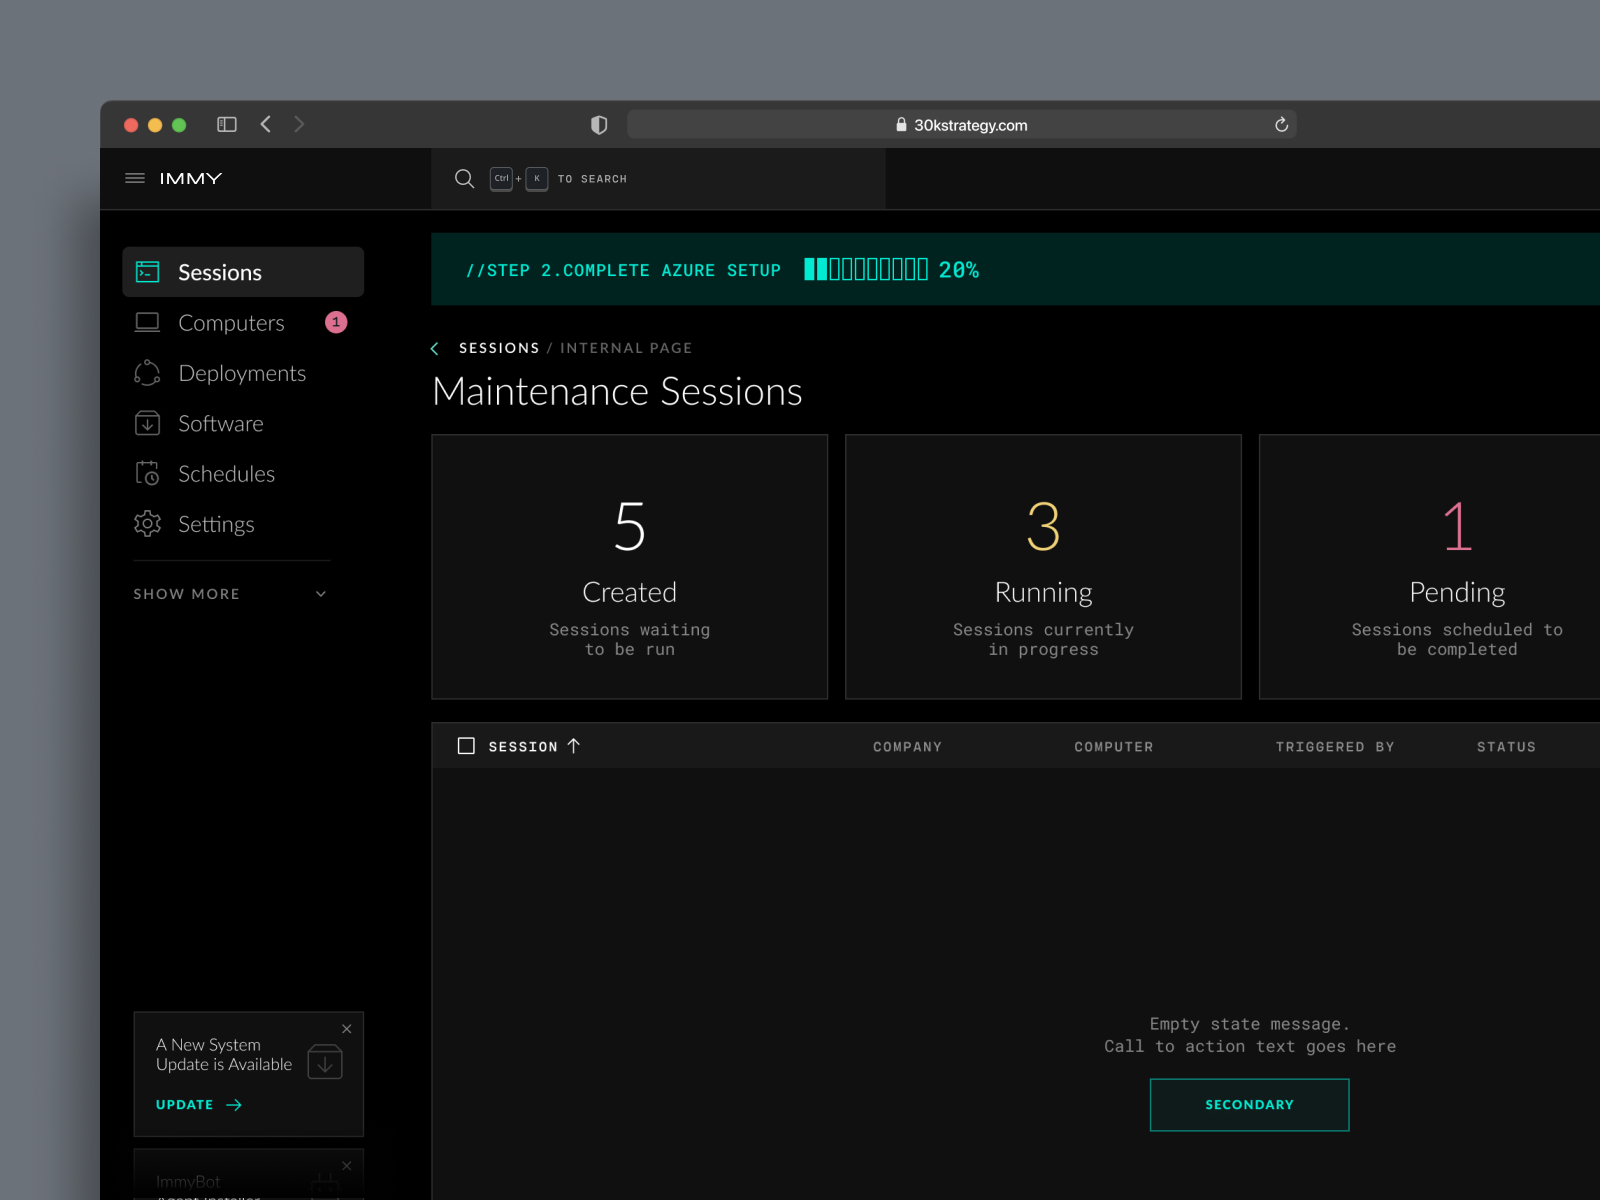 30kstrategy.com
IMMY
Ctrl + K TO SEARCH
Sessions
Computers 1
Deployments
Software
Schedules
Settings
SHOW MORE
//STEP 2.COMPLETE AZURE SETUP 20%
SESSIONS / INTERNAL PAGE
Maintenance Sessions
5
Created
Sessions waiting
to be run
3
Running
Sessions currently
in progress
1
Pending
Sessions scheduled to
be completed
SESSION COMPANY COMPUTER TRIGGERED BY STATUS
Empty state message.
Call to action text goes here
SECONDARY
A New System
Update is Available
UPDATE
ImmyBot
Agent Installer